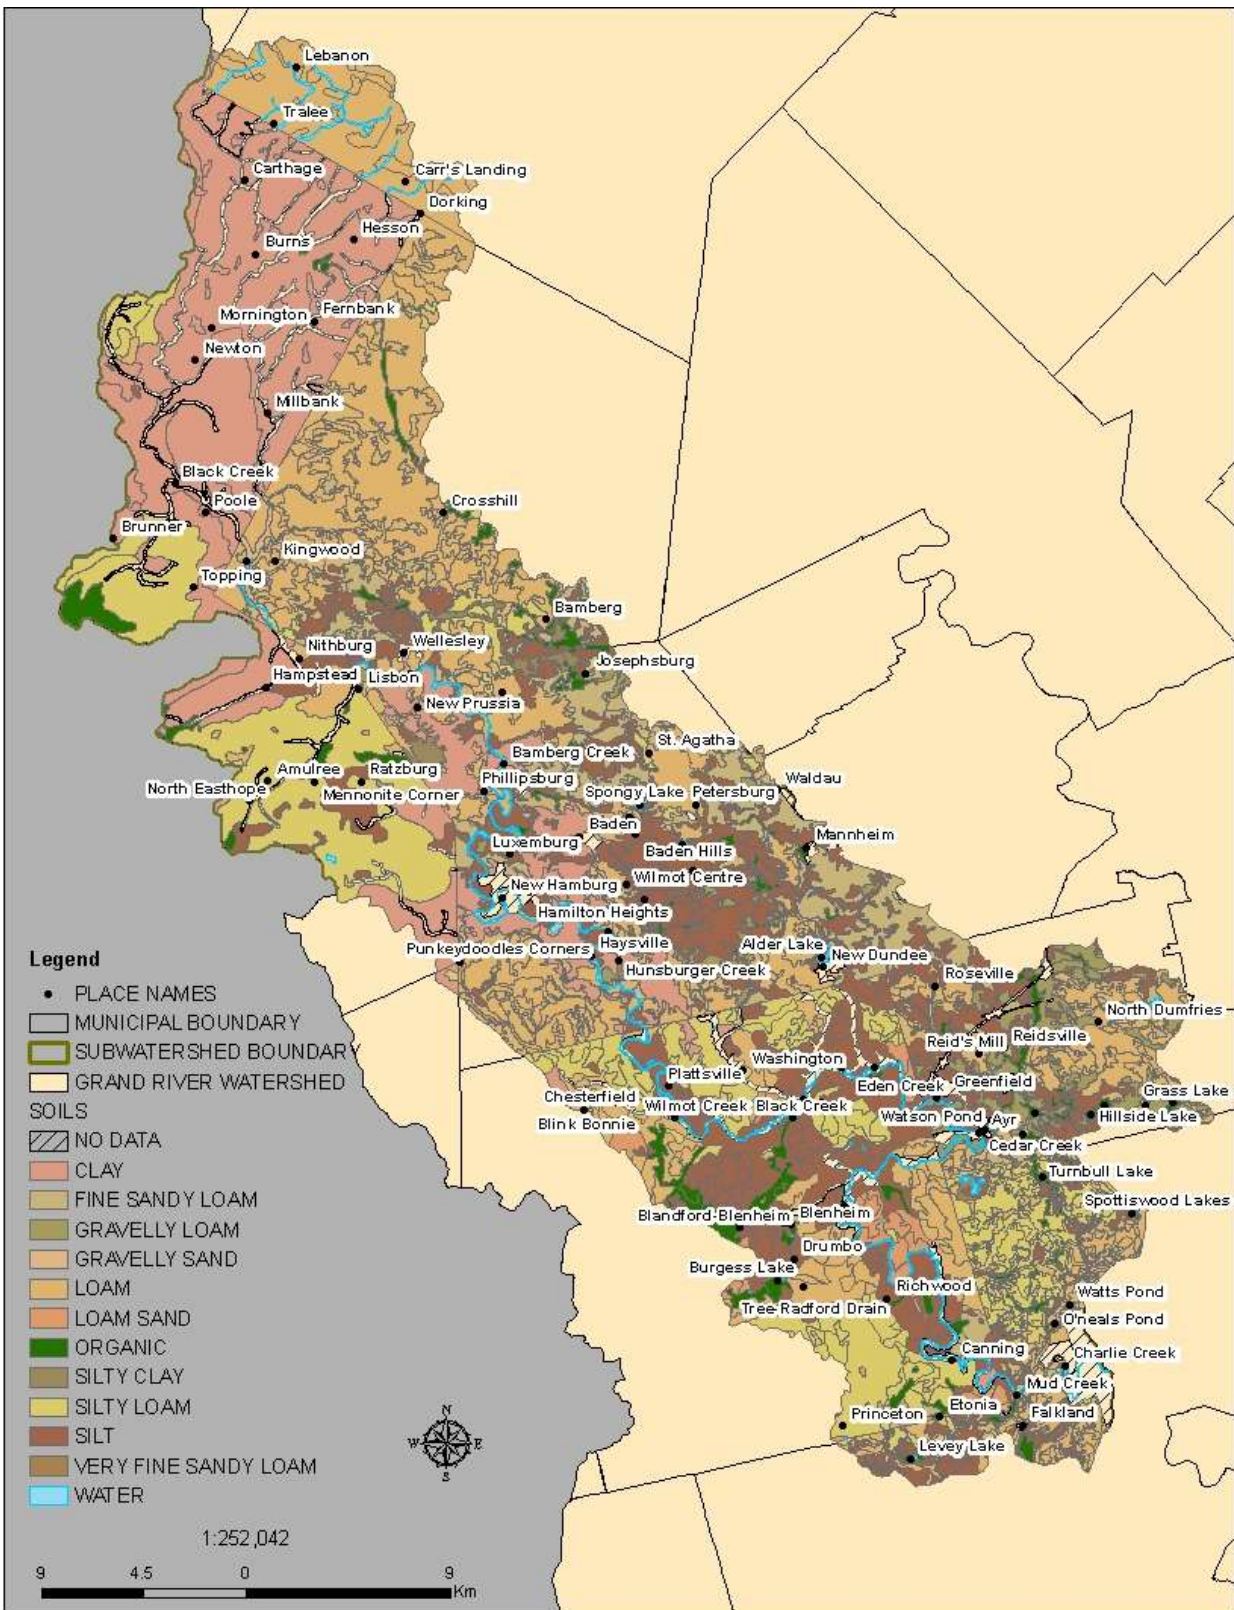 Lebanon
Tralee
Carthage
Carr's Landing
Dorking
Hesson
Burns
Mornington
Fernbank
Newton
Millbank
Black Creek
Poole
Crosshill
Brunner
Kingwood
Topping
Bamberg
Nithburg
Wellesley
Josephsburg
Hampstead
Lisbon
New Prussia
St. Agatha
Bamberg Creek
Waldau
Amulree
Ratzburg
Phillipsburg
North Easthope
Mennonite Corner
Spongy Lake
Petersburg
Baden
Mannheim
Luxemburg
Baden Hills
New Hamburg
Wilmot Centre
Hamilton Heights
Punkeydoodles Corners
Haysville
Alder Lake
New Dundee
Hunsburger Creek
Roseville
North Dumfries
Reid's Mill
Reidsville
Washington
Plattsville
Eden Creek
Greenfield
Chesterfield
Grass Lake
Blink Bonnie
Wilmot Creek
Black Creek
Watson Pond
Ayr
Hillside Lake
Cedar Creek
Turnbull Lake
Spottiswood Lakes
Blandford-Blenheim
Blenheim
Drumbo
Burgess Lake
Richwood
Tree-Radford Drain
Watts Pond
O'neals Pond
Canning
Charlie Creek
Mud Creek
Princeton
Etonia
Falkland
Levey Lake
Legend
PLACE NAMES
MUNICIPAL BOUNDARY
SUBWATERSHED BOUNDAR
GRAND RIVER WATERSHED
SOILS
NO DATA
CLAY
FINE SANDY LOAM
GRAVELLY LOAM
GRAVELLY SAND
LOAM
LOAM SAND
ORGANIC
SILTY CLAY
SILTY LOAM
SILT
VERY FINE SANDY LOAM
WATER
N
W E
S
1:252,042
9 4.5 0 9
Km